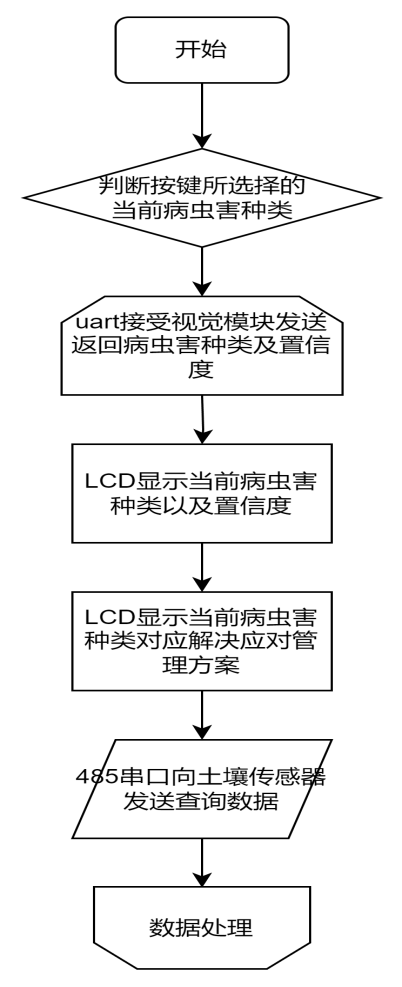 开始
判断按键所选择的
当前病虫害种类
uart接受视觉模块发送
返回病虫害种类及置信
度
LCD显示当前病虫害
种类以及置信度
LCD显示当前病虫害
种类对应解决应对管
理方案
485串口向土壤传感器
发送查询数据
数据处理